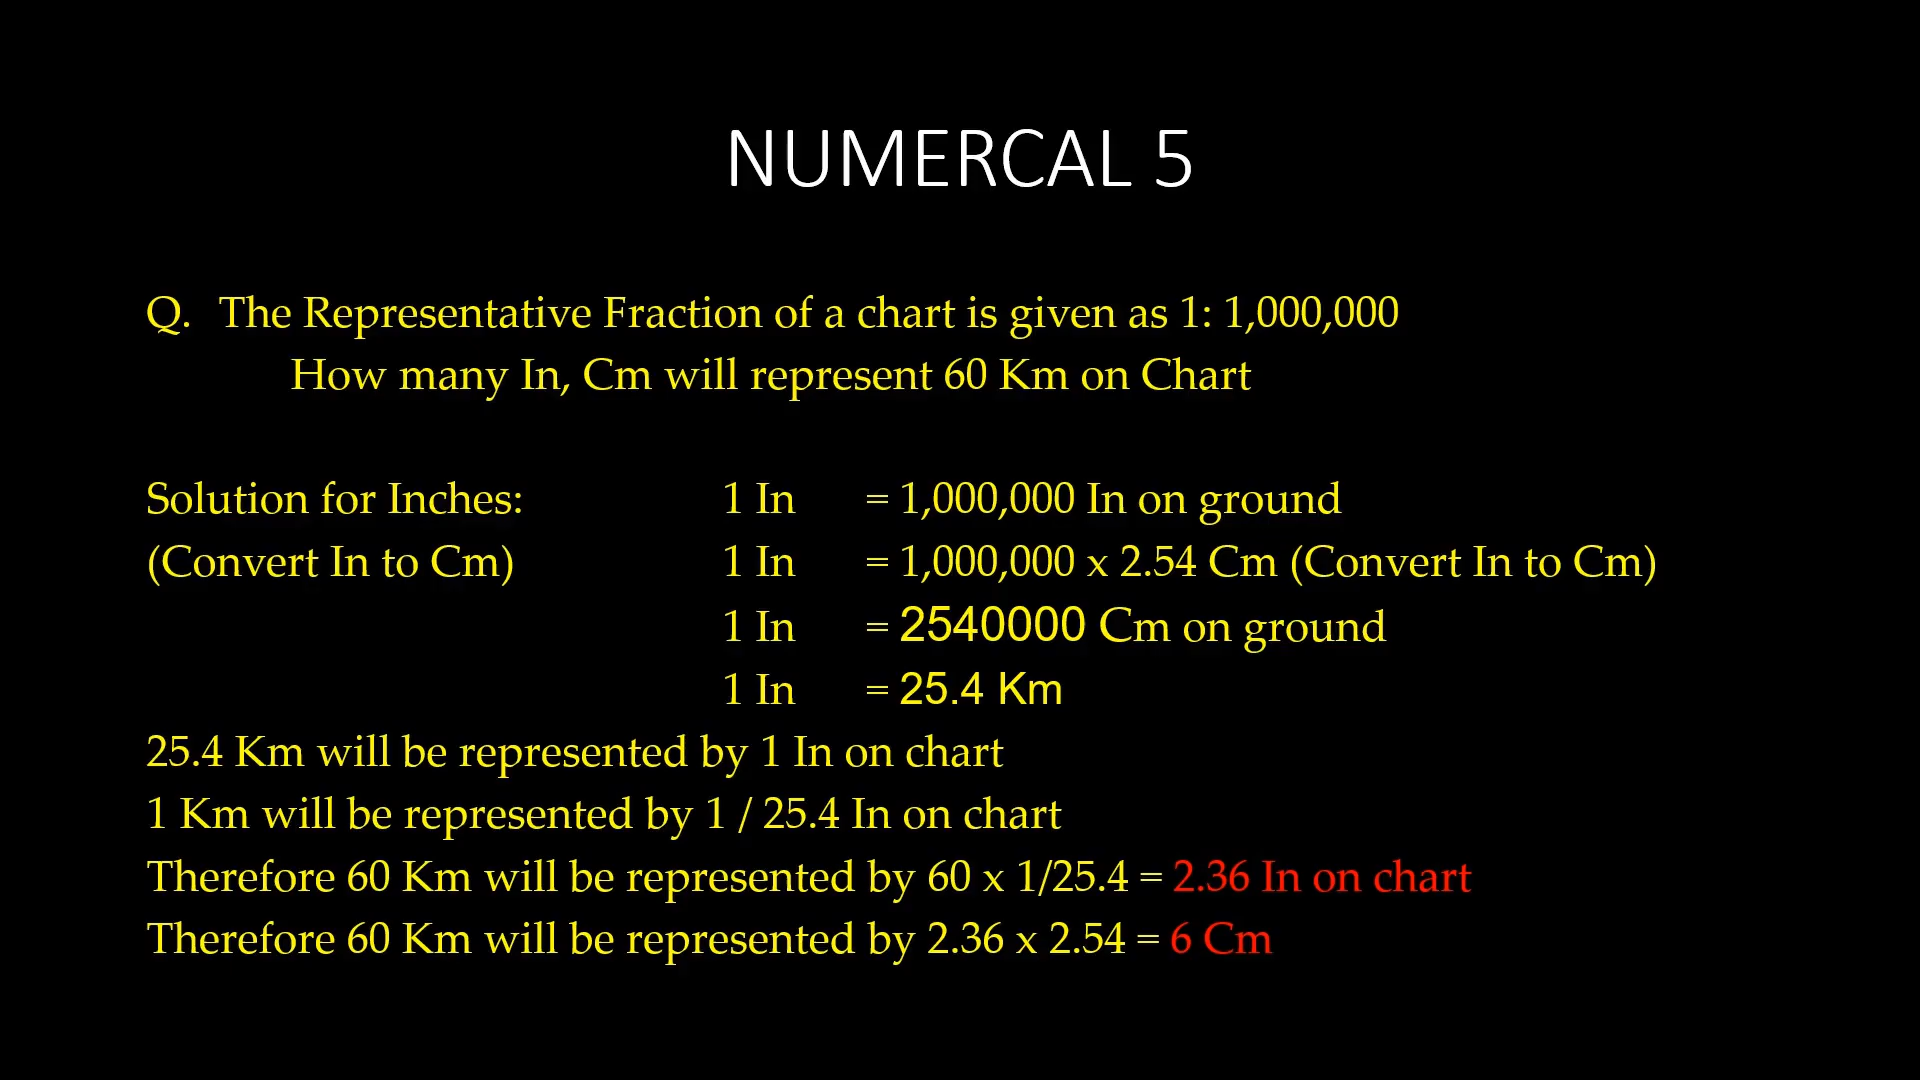 NUMERCAL 5
Q. The Representative Fraction of a chart is given as 1: 1,000,000
How many In, Cm will represent 60 Km on Chart
Solution for Inches: 1 In = 1,000,000 In on ground
(Convert In to Cm) 1 In = 1,000,000 x 2.54 Cm (Convert In to Cm)
1 In = 2540000 Cm on ground
1 In = 25.4 Km
25.4 Km will be represented by 1 In on chart
1 Km will be represented by 1 / 25.4 In on chart
Therefore 60 Km will be represented by 60 x 1/25.4 = 2.36 In on chart
Therefore 60 Km will be represented by 2.36 x 2.54 = 6 Cm